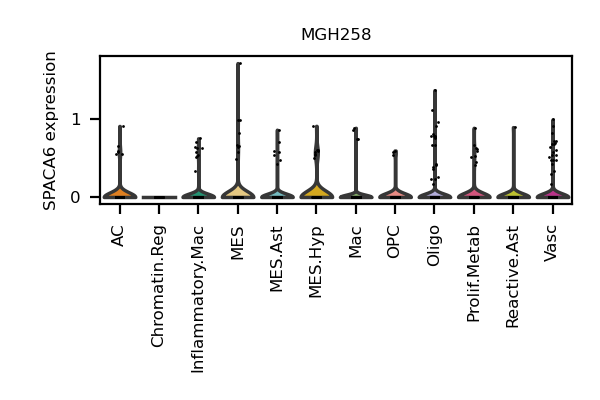 MGH258
SPACA6 expression
1
0
AC
Chromatin.Reg
Inflammatory.Mac
MES
MES.Ast
MES.Hyp
Mac
OPC
Oligo
Prolif.Metab
Reactive.Ast
Vasc